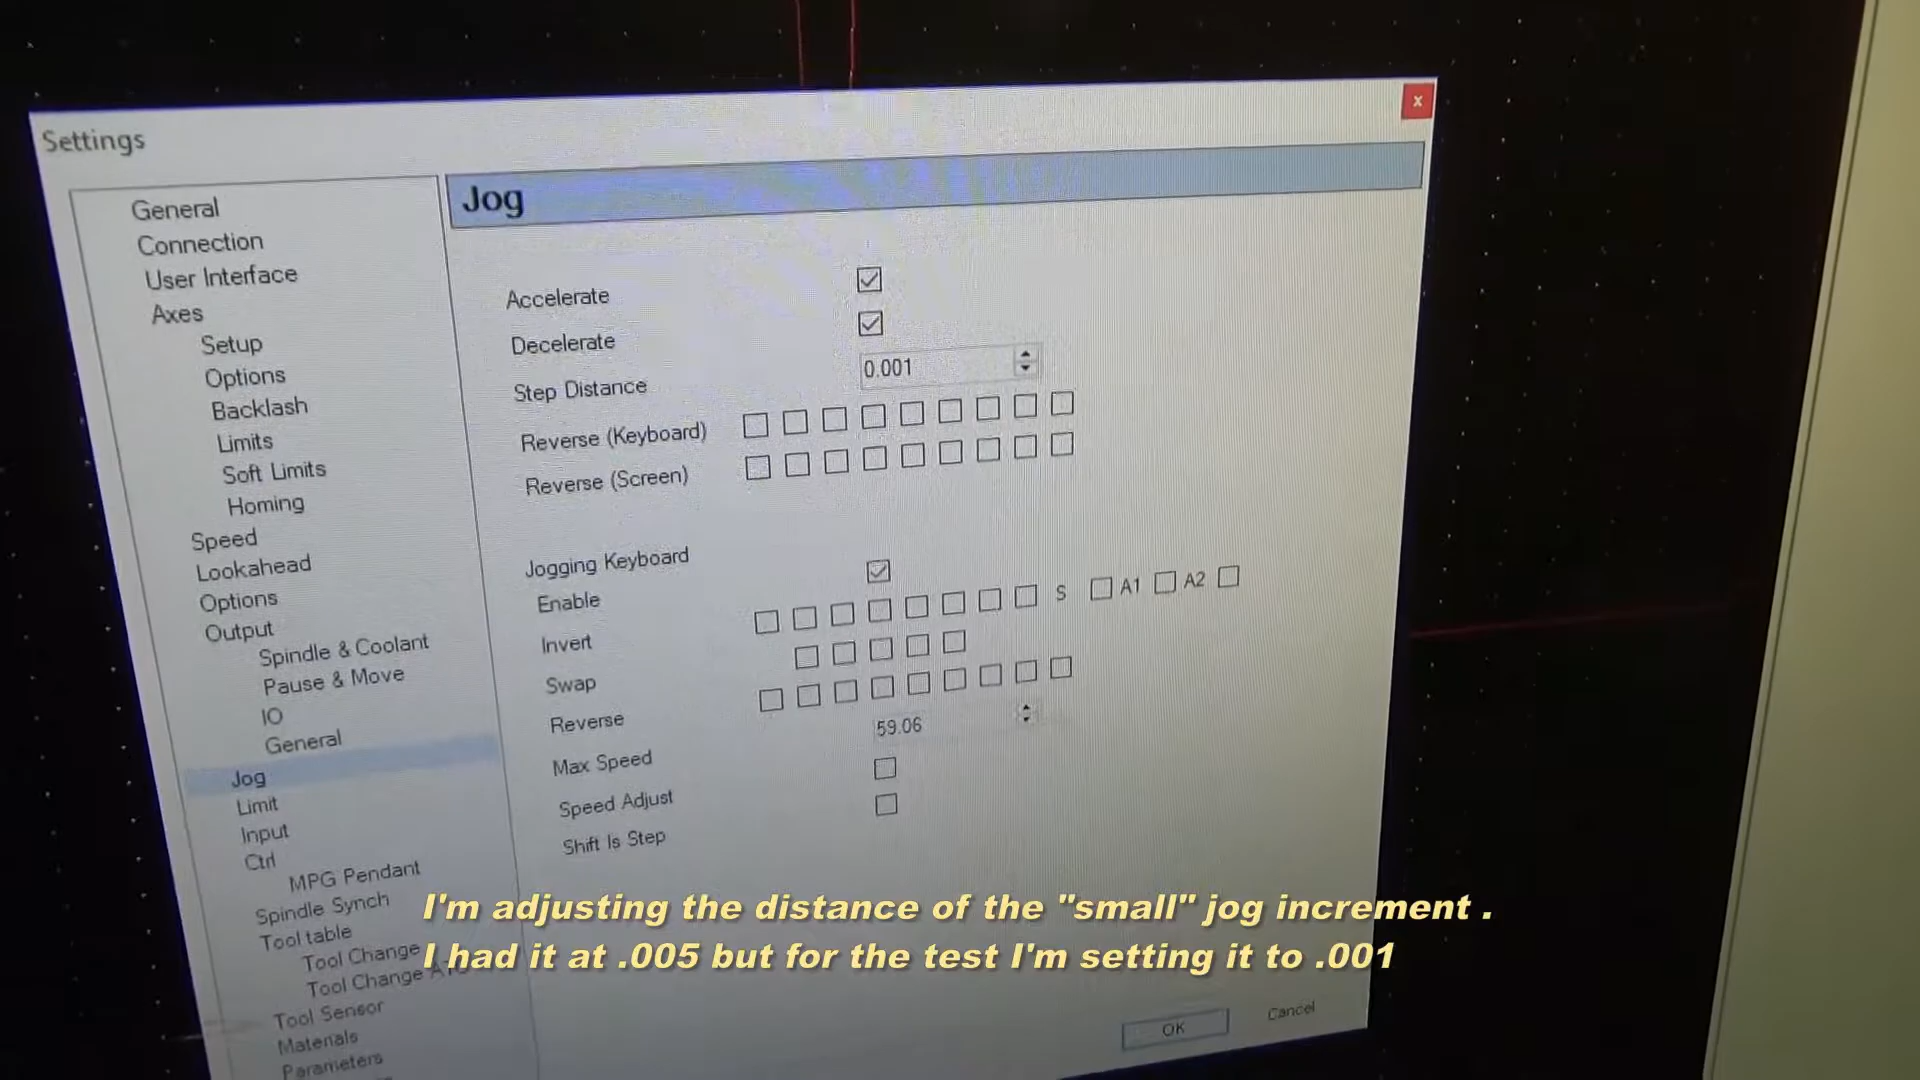 Settings
x
General
Connection
User Interface
Axes
Setup
Options
Backlash
Limits
Soft Limits
Homing
Speed
Lookahead
Options
Output
Spindle & Coolant
Pause & Move
IO
General
Jog
Limit
Input
Ctrl
MPG Pendant
Spindle Synch
Tool table
Tool Change
Tool Change
Tool Sensor
Materials
Parameters
Jog
Accelerate
Decelerate
Step Distance 0.001
Reverse (Keyboard)
Reverse (Screen)
Jogging Keyboard
Enable
S A1 A2
Invert
Swap
Reverse
59.06
Max Speed
Speed Adjust
Shift Is Step
I'm adjusting the distance of the "small" jog increment .
I had it at .005 but for the test I'm setting it to .001
OK Cancel